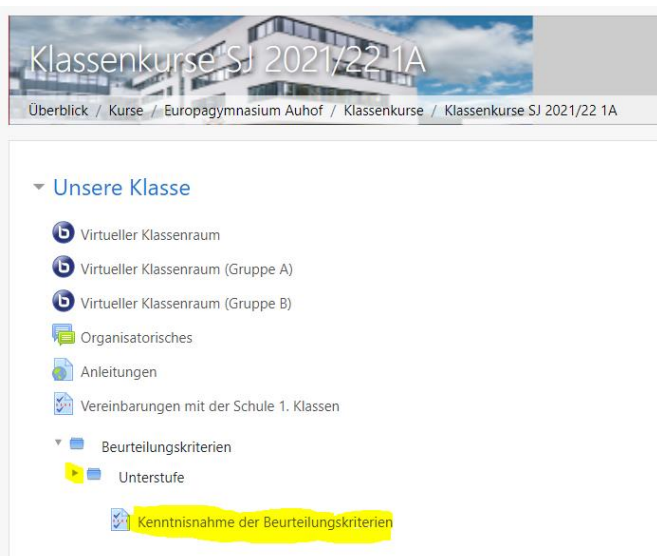 Klassenkurse SJ 2021/22 1A
Überblick / Kurse / Europagymnasium Auhof / Klassenkurse / Klassenkurse SJ 2021/22 1A
Unsere Klasse
b Virtueller Klassenraum
b Virtueller Klassenraum (Gruppe A)
b Virtueller Klassenraum (Gruppe B)
Organisatorisches
Anleitungen
Vereinbarungen mit der Schule 1. Klassen
Beurteilungskriterien
Unterstufe
Kenntnisnahme der Beurteilungskriterien